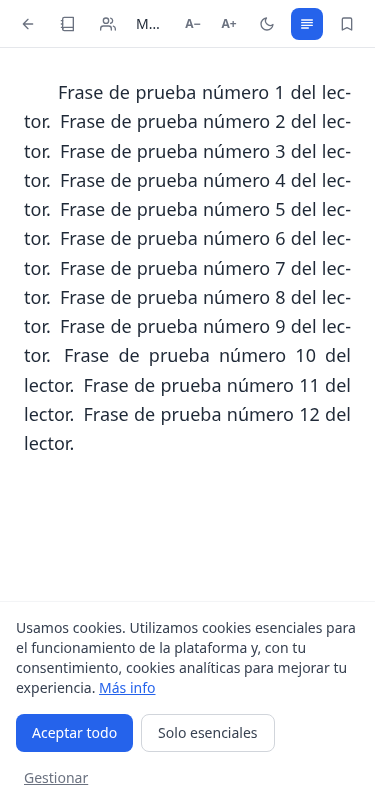 M...
A−
A+
Frase de prueba número 1 del lec-
tor. Frase de prueba número 2 del lec-
tor. Frase de prueba número 3 del lec-
tor. Frase de prueba número 4 del lec-
tor. Frase de prueba número 5 del lec-
tor. Frase de prueba número 6 del lec-
tor. Frase de prueba número 7 del lec-
tor. Frase de prueba número 8 del lec-
tor. Frase de prueba número 9 del lec-
tor. Frase de prueba número 10 del
lector. Frase de prueba número 11 del
lector. Frase de prueba número 12 del
lector.
Usamos cookies. Utilizamos cookies esenciales para
el funcionamiento de la plataforma y, con tu
consentimiento, cookies analíticas para mejorar tu
experiencia. Más info
Aceptar todo
Solo esenciales
Gestionar